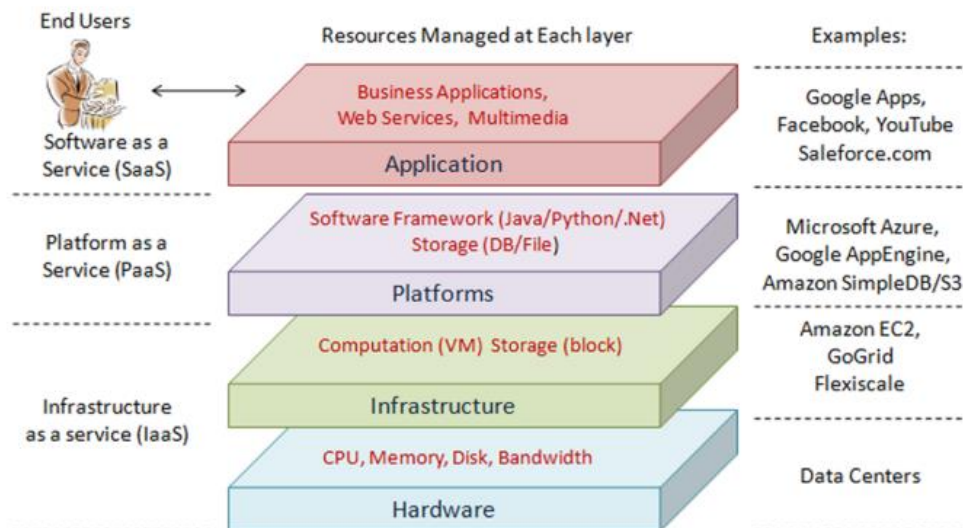 End Users
Resources Managed at Each layer
Examples:
Business Applications,
Web Services, Multimedia
Application
Software as a
Service (SaaS)
Google Apps,
Facebook, YouTube
Saleforce.com
Software Framework (Java/Python/.Net)
Storage (DB/File)
Platforms
Platform as a
Service (PaaS)
Microsoft Azure,
Google AppEngine,
Amazon SimpleDB/S3
Computation (VM) Storage (block)
Infrastructure
Amazon EC2,
GoGrid
Flexiscale
Infrastructure
as a service (IaaS)
CPU, Memory, Disk, Bandwidth
Hardware
Data Centers